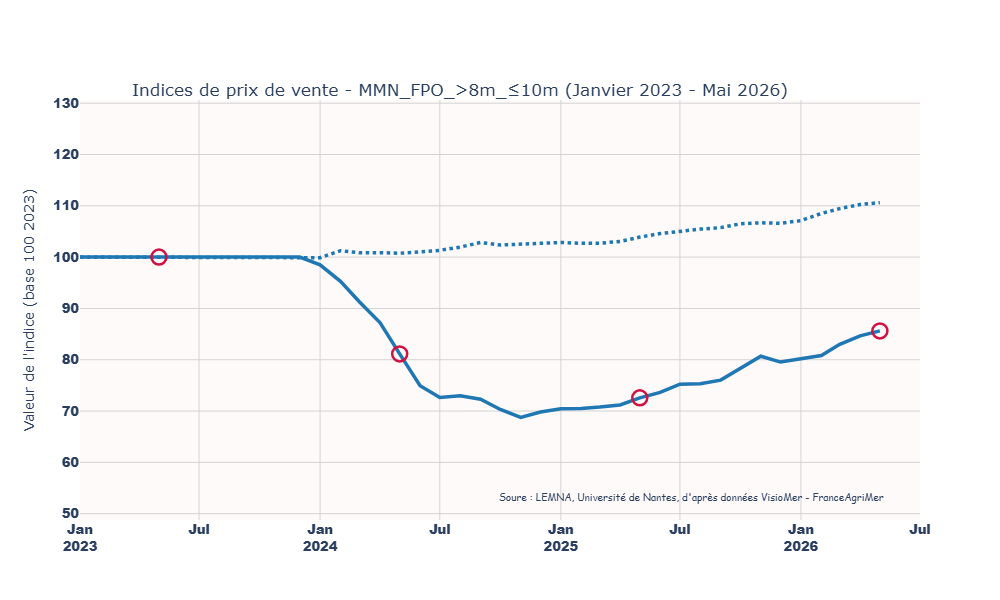 Indices de prix de vente - MMN_FPO_>8m_≤10m (Janvier 2023 - Mai 2026)
Valeur de l'indice (base 100 2023)
130
120
110
100
90
80
70
60
50
Soure : LEMNA, Université de Nantes, d'après données VisioMer - FranceAgriMer
Jan Jul Jan Jul Jan Jul Jan Jul
2023 2024 2025 2026